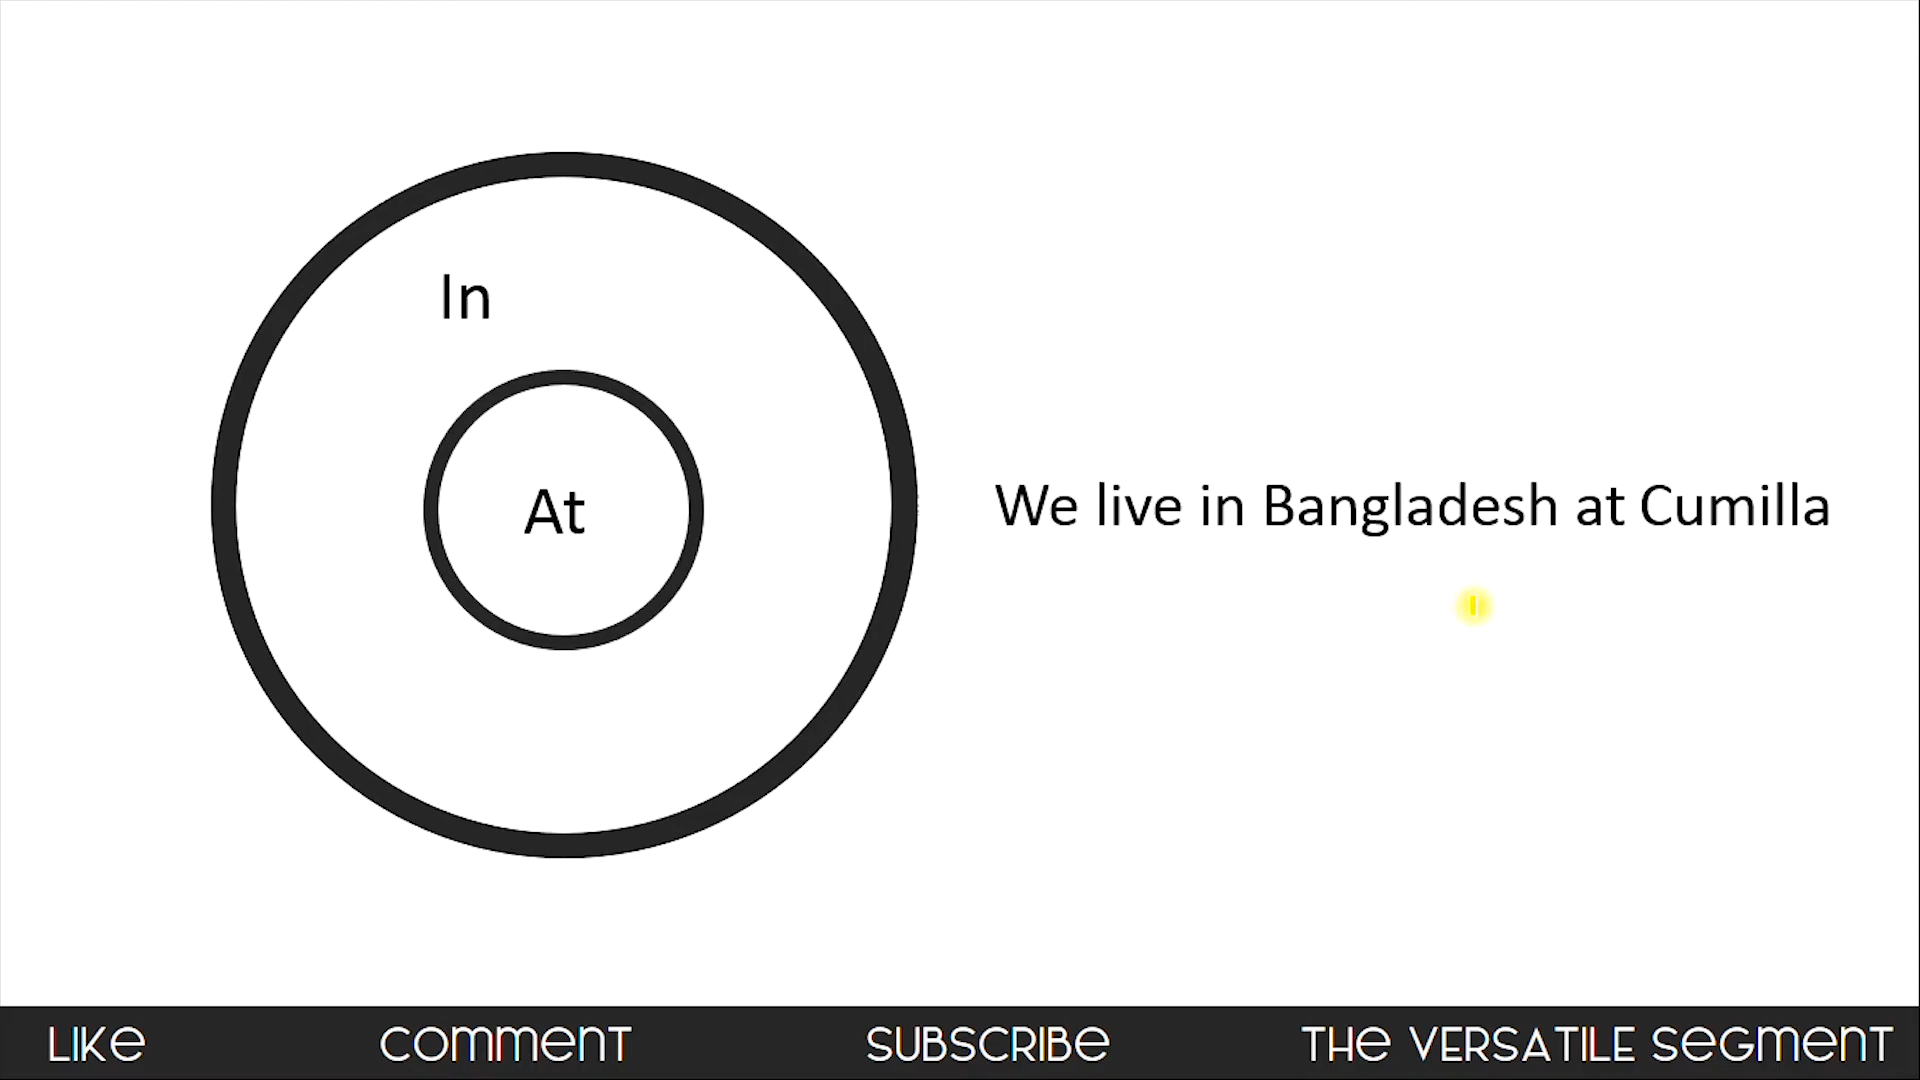 In
At
We live in Bangladesh at Cumilla
LIKe
commenT
SUBSCRIBe
THe VERSATILE SegmenT